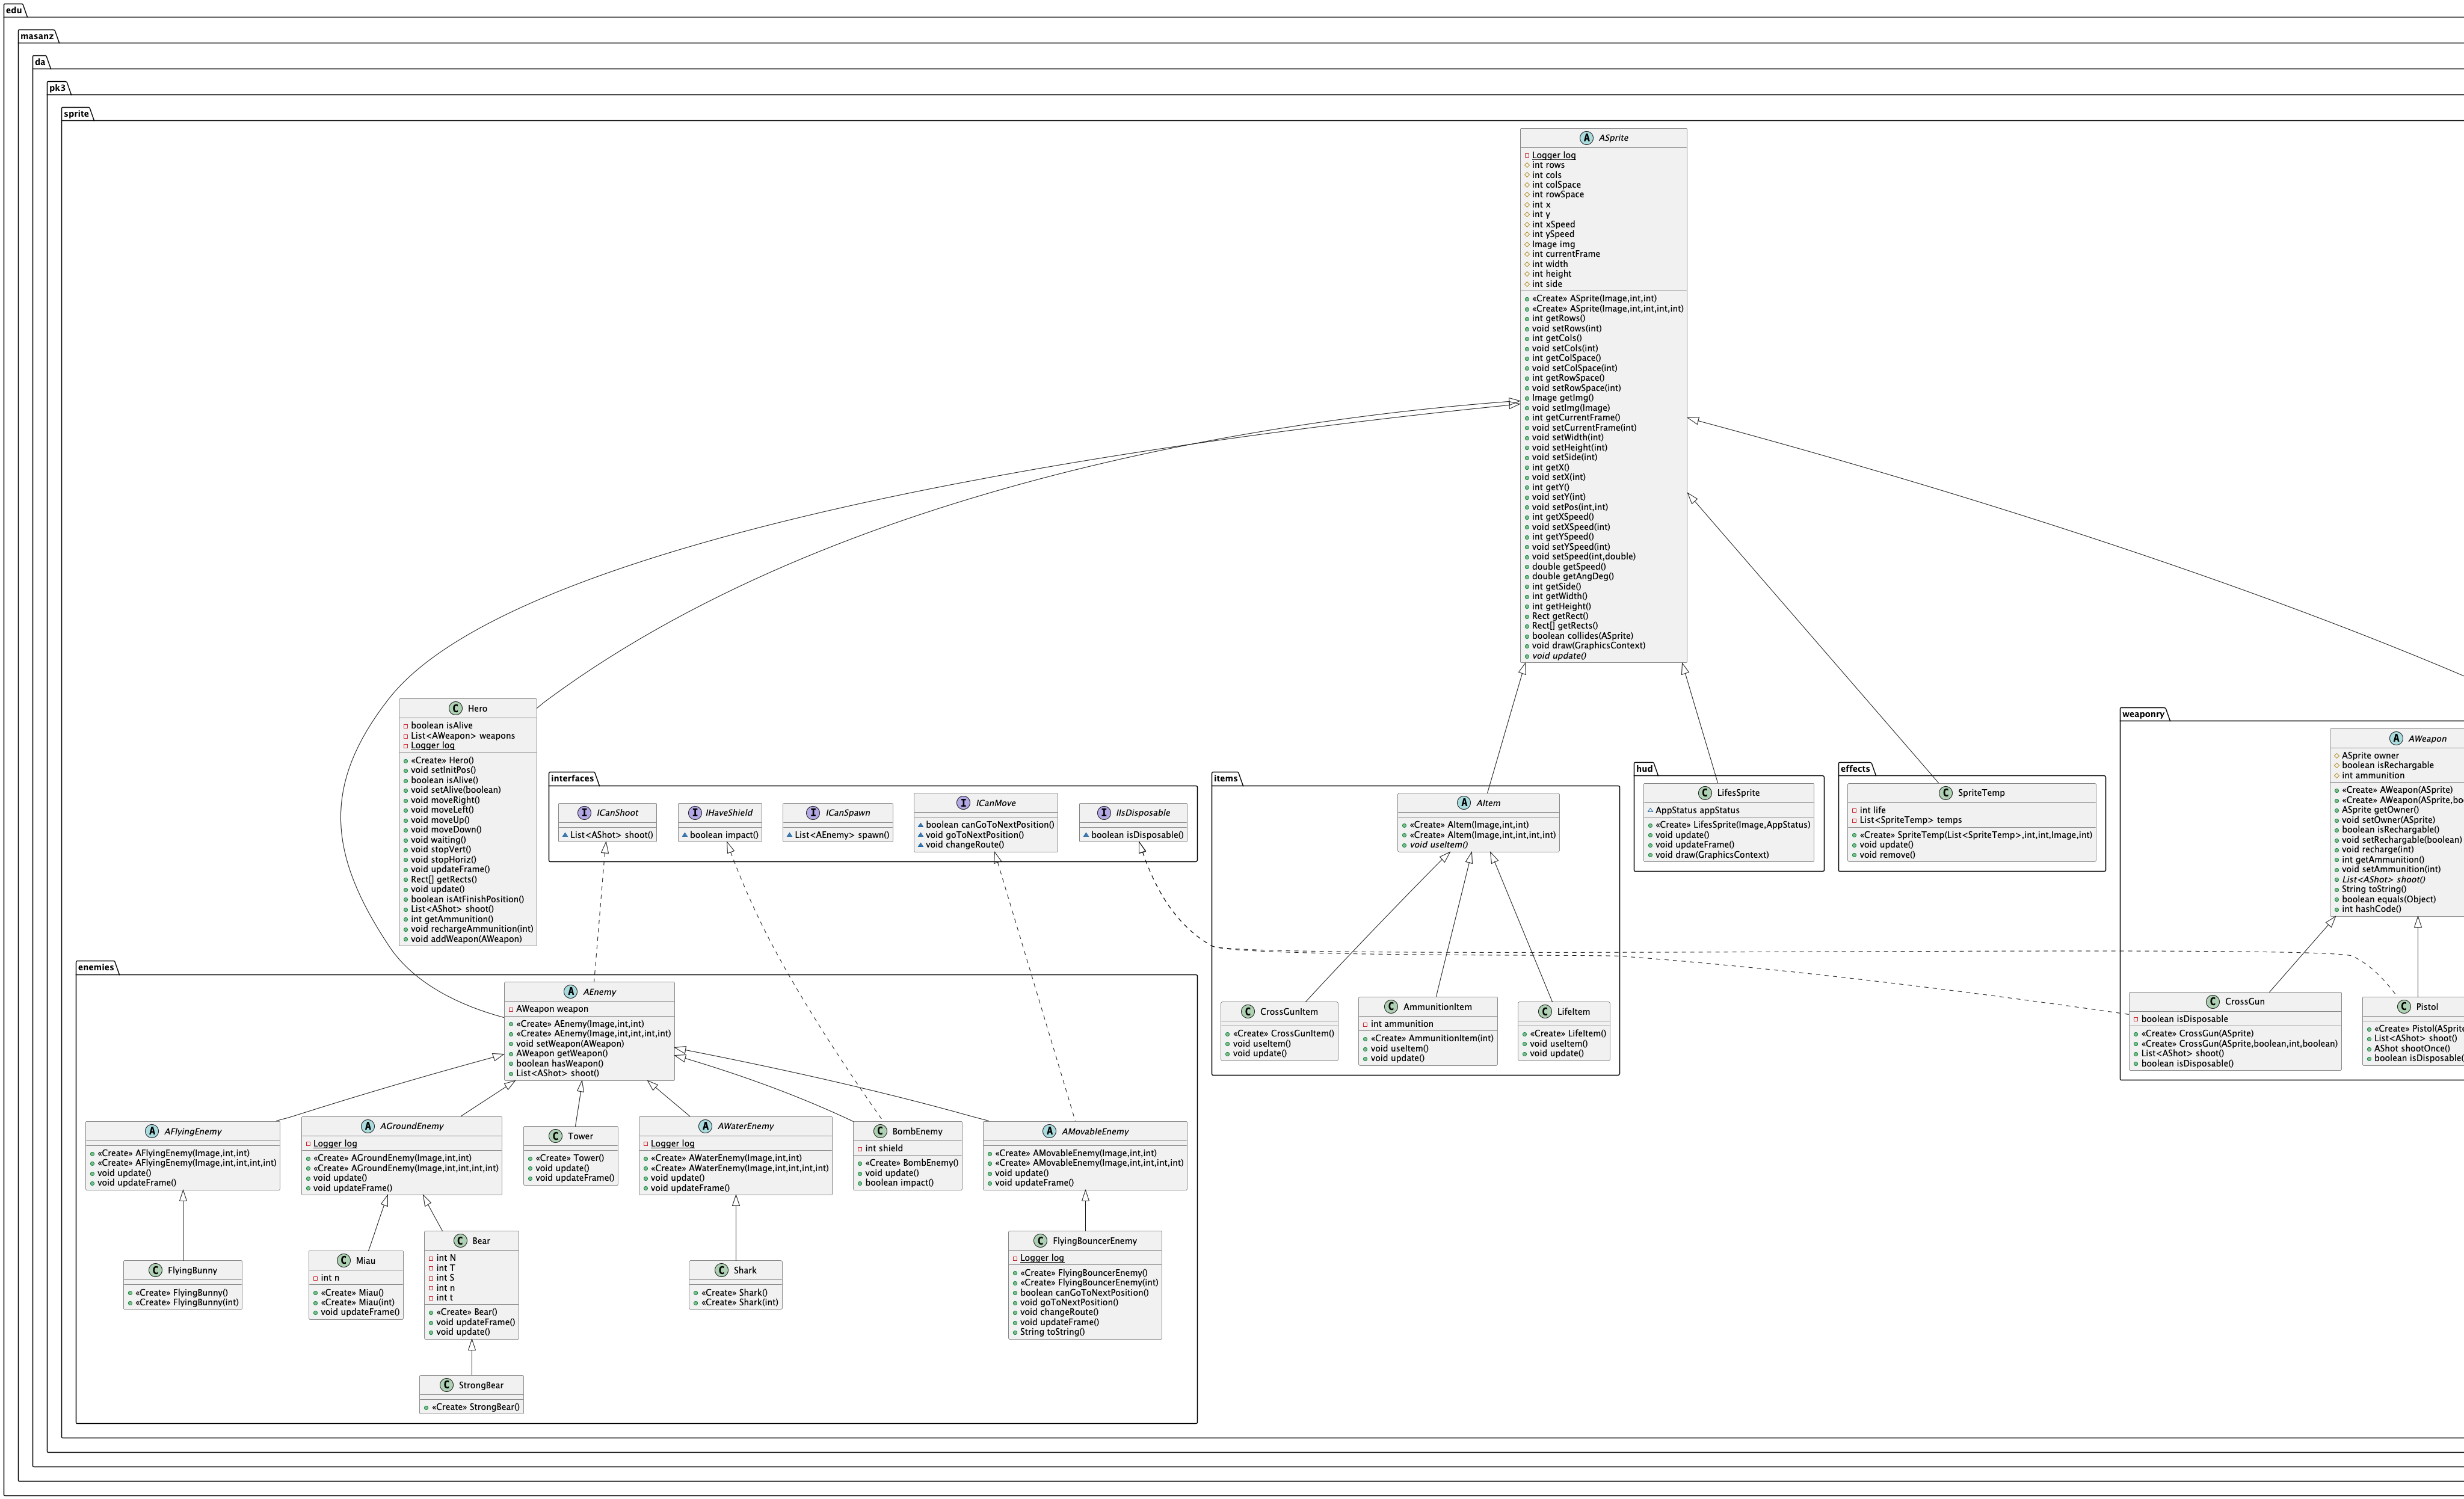 edu
masanz
da
pk3
sprite
ASprite
Logger log
int rows
int cols
int colSpace
int rowSpace
int x
int y
int xSpeed
int ySpeed
Image img
int currentFrame
int width
int height
int side
«Create» ASprite(Image,int,int)
«Create» ASprite(Image,int,int,int,int)
int getRows()
void setRows(int)
int getCols()
void setCols(int)
int getColSpace()
void setColSpace(int)
int getRowSpace()
void setRowSpace(int)
Image getImg()
void setImg(Image)
int getCurrentFrame()
void setCurrentFrame(int)
void setWidth(int)
void setHeight(int)
void setSide(int)
int getX()
void setX(int)
int getY()
void setY(int)
void setPos(int,int)
int getXSpeed()
void setXSpeed(int)
int getYSpeed()
void setYSpeed(int)
void setSpeed(int,double)
double getSpeed()
double getAngDeg()
int getSide()
int getWidth()
int getHeight()
Rect getRect()
Rect[] getRects()
boolean collides(ASprite)
void draw(GraphicsContext)
void update()
Hero
boolean isAlive
List<AWeapon> weapons
Logger log
«Create» Hero()
void setInitPos()
boolean isAlive()
void setAlive(boolean)
void moveRight()
void moveLeft()
void moveUp()
void moveDown()
void waiting()
void stopVert()
void stopHoriz()
void updateFrame()
Rect[] getRects()
void update()
boolean isAtFinishPosition()
List<AShot> shoot()
int getAmmunition()
void rechargeAmmunition(int)
void addWeapon(AWeapon)
interfaces
ICanShoot
List<AShot> shoot()
IHaveShield
boolean impact()
ICanSpawn
List<AEnemy> spawn()
ICanMove
boolean canGoToNextPosition()
void goToNextPosition()
void changeRoute()
IIsDisposable
boolean isDisposable()
items
AItem
«Create» AItem(Image,int,int)
«Create» AItem(Image,int,int,int,int)
void useItem()
CrossGunItem
«Create» CrossGunItem()
void useItem()
void update()
AmmunitionItem
int ammunition
«Create» AmmunitionItem(int)
void useItem()
void update()
LifeItem
«Create» LifeItem()
void useItem()
void update()
hud
LifesSprite
AppStatus appStatus
«Create» LifesSprite(Image,AppStatus)
void update()
void updateFrame()
void draw(GraphicsContext)
effects
SpriteTemp
int life
List<SpriteTemp> temps
«Create» SpriteTemp(List<SpriteTemp>,int,int,Image,int)
void update()
void remove()
weaponry
AWeapon
ASprite owner
boolean isRechargable
int ammunition
«Create» AWeapon(ASprite)
«Create» AWeapon(ASprite,bo
ASprite getOwner()
void setOwner(ASprite)
boolean isRechargable()
void setRechargable(boolean)
void recharge(int)
int getAmmunition()
void setAmmunition(int)
List<AShot> shoot()
String toString()
boolean equals(Object)
int hashCode()
CrossGun
boolean isDisposable
«Create» CrossGun(ASprite)
«Create» CrossGun(ASprite,boolean,int,boolean)
List<AShot> shoot()
boolean isDisposable()
Pistol
«Create» Pistol(ASprite
List<AShot> shoot()
AShot shootOnce()
boolean isDisposable(
enemies
AEnemy
AWeapon weapon
«Create» AEnemy(Image,int,int)
«Create» AEnemy(Image,int,int,int,int)
void setWeapon(AWeapon)
AWeapon getWeapon()
boolean hasWeapon()
List<AShot> shoot()
AFlyingEnemy
«Create» AFlyingEnemy(Image,int,int)
«Create» AFlyingEnemy(Image,int,int,int,int)
void update()
void updateFrame()
AGroundEnemy
Logger log
«Create» AGroundEnemy(Image,int,int)
«Create» AGroundEnemy(Image,int,int,int,int)
void update()
void updateFrame()
Tower
«Create» Tower()
void update()
void updateFrame()
AWaterEnemy
Logger log
«Create» AWaterEnemy(Image,int,int)
«Create» AWaterEnemy(Image,int,int,int,int)
void update()
void updateFrame()
BombEnemy
int shield
«Create» BombEnemy()
void update()
boolean impact()
AMovableEnemy
«Create» AMovableEnemy(Image,int,int)
«Create» AMovableEnemy(Image,int,int,int,int)
void update()
void updateFrame()
FlyingBunny
«Create» FlyingBunny()
«Create» FlyingBunny(int)
Miau
int n
«Create» Miau()
«Create» Miau(int)
void updateFrame()
Bear
int N
int T
int S
int n
int t
«Create» Bear()
void updateFrame()
void update()
Shark
«Create» Shark()
«Create» Shark(int)
FlyingBouncerEnemy
Logger log
«Create» FlyingBouncerEnemy()
«Create» FlyingBouncerEnemy(int)
boolean canGoToNextPosition()
void goToNextPosition()
void changeRoute()
void updateFrame()
String toString()
StrongBear
«Create» StrongBear()